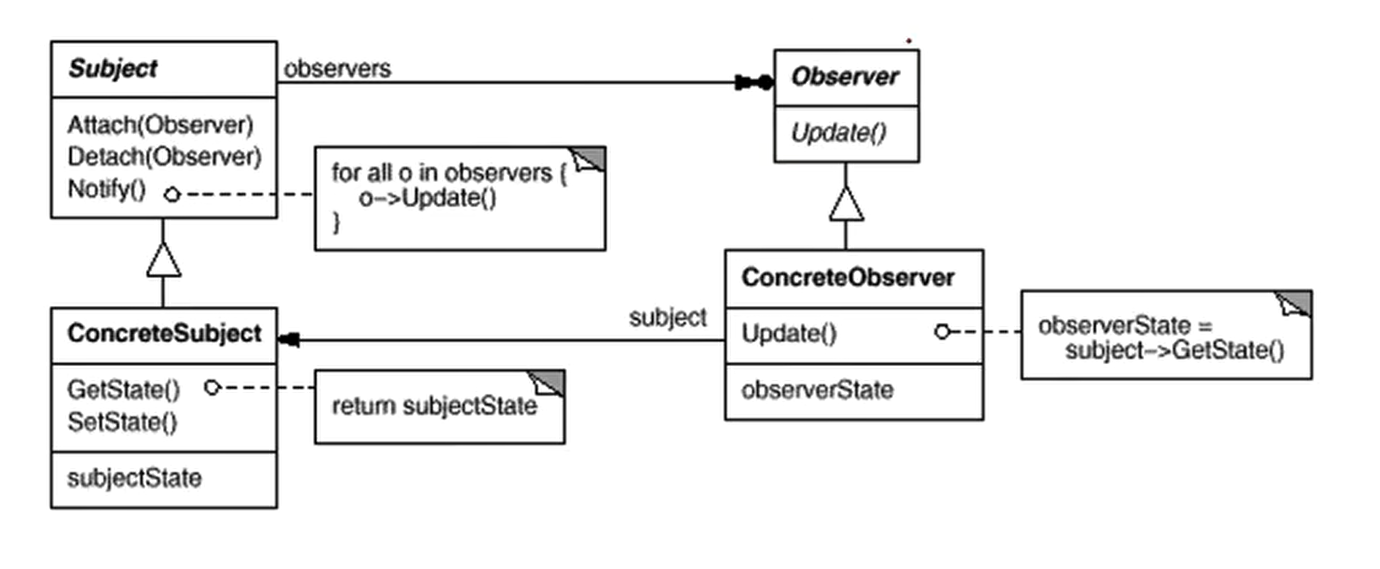 Subject
observers
Observer
Attach(Observer)
Detach(Observer)
Notify()
for all o in observers {
o->Update()
}
Update()
ConcreteObserver
Update()
observerState
observerState =
subject->GetState()
subject
ConcreteSubject
GetState()
SetState()
return subjectState
subjectState